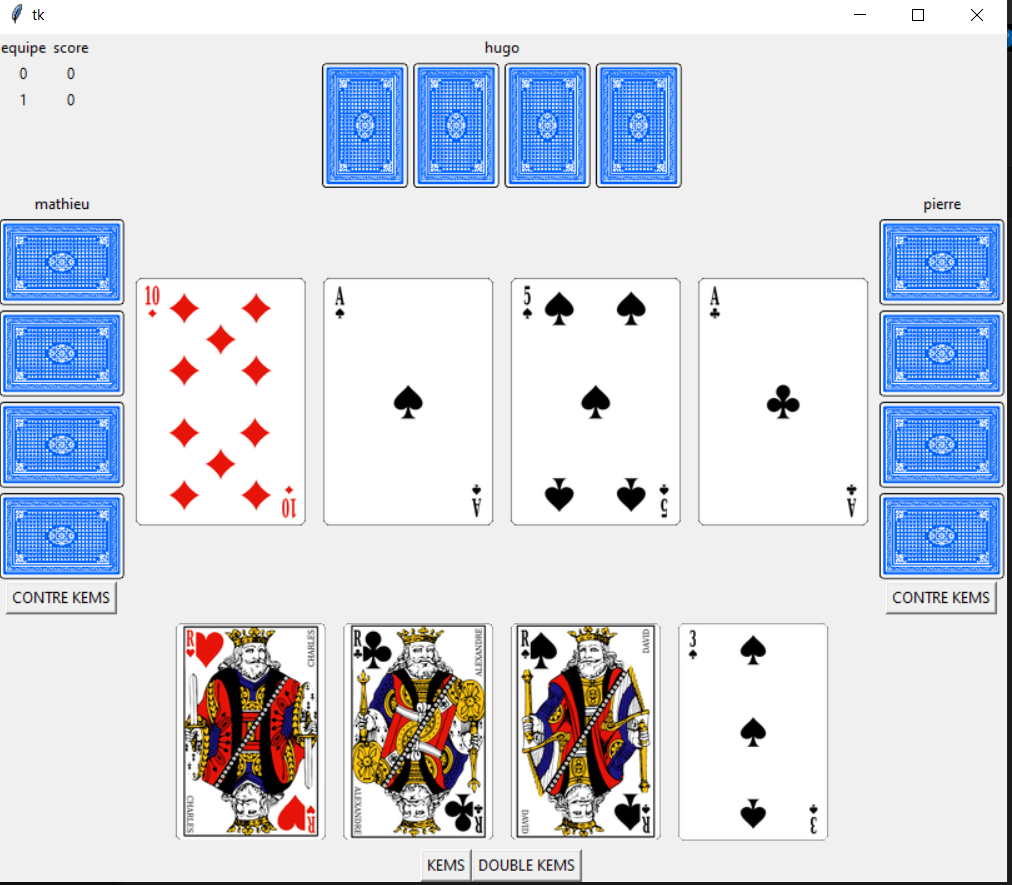 tk
equipe score
hugo
0 0
1 0
mathieu
pierre
10
A
5
A
10
A
5
A
CONTRE KEMS
CONTRE KEMS
R
CHARLES
R
ALEXANDRE
R
DAVID
3
CHARLES
R
ALEXANDRE
R
DAVID
R
3
KEMS
DOUBLE KEMS